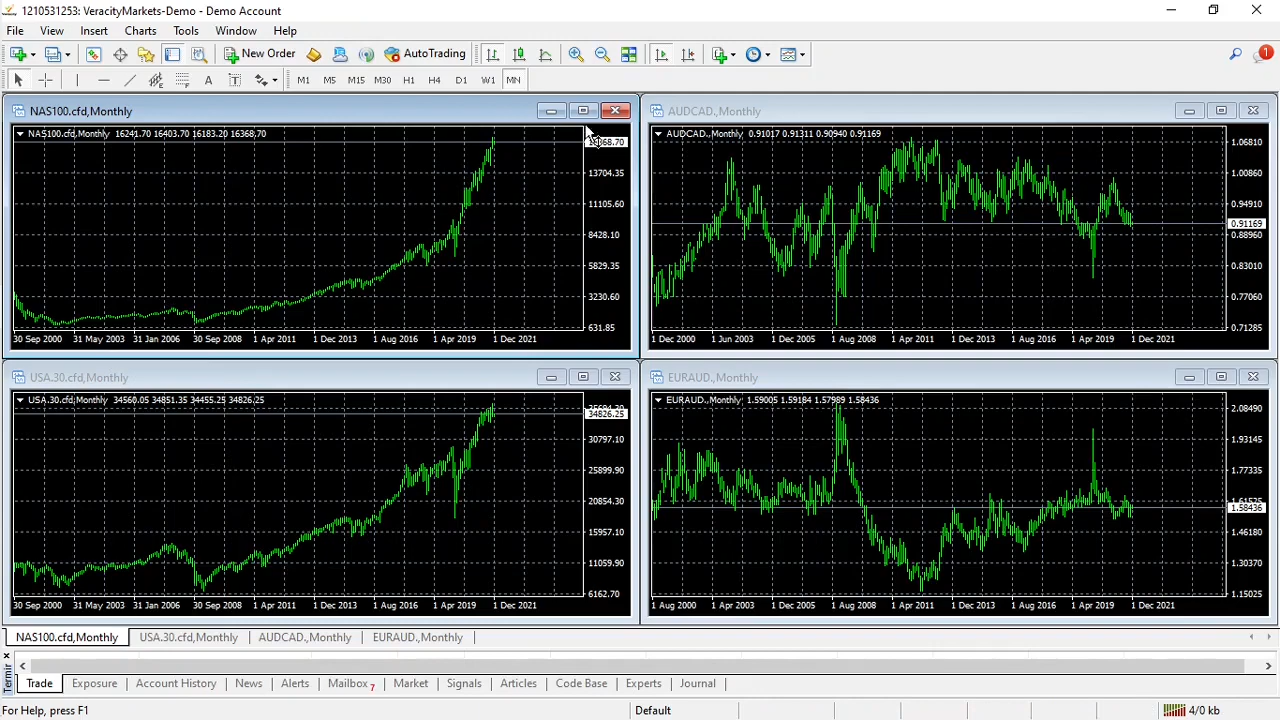 1210531253: VeracityMarkets-Demo - Demo Account
File View Insert Charts Tools Window Help
New Order AutoTrading 1
A T M1 M5 M15 M30 H1 H4 D1 W1 MN
NAS100.cfd,Monthly
NAS100.cfd,Monthly 16241.70 16403.70 16183.20 16368.70
13704.35
11105.60
8428.10
5829.35
3230.60
631.85
30 Sep 2000 31 May 2003 31 Jan 2006 30 Sep 2008 1 Apr 2011 1 Dec 2013 1 Aug 2016 1 Apr 2019 1 Dec 2021
AUDCAD.,Monthly
AUDCAD.,Monthly 0.91017 0.91311 0.90940 0.91169
1.06810
1.00860
0.94910
0.91169
0.88960
0.83010
0.77060
0.71285
1 Dec 2000 1 Jun 2003 1 Dec 2005 1 Aug 2008 1 Apr 2011 1 Dec 2013 1 Aug 2016 1 Apr 2019 1 Dec 2021
USA.30.cfd,Monthly
USA.30.cfd,Monthly 34560.05 34851.35 34455.25 34826.25
34826.25
30797.10
25899.90
20854.30
15957.10
11059.90
6162.70
30 Sep 2000 31 May 2003 31 Jan 2006 30 Sep 2008 1 Apr 2011 1 Dec 2013 1 Aug 2016 1 Apr 2019 1 Dec 2021
EURAUD.,Monthly
EURAUD.,Monthly 1.59005 1.59184 1.57989 1.58436
2.08490
1.93145
1.77335
1.58436
1.46180
1.30370
1.15025
1 Aug 2000 1 Apr 2003 1 Dec 2005 1 Aug 2008 1 Apr 2011 1 Dec 2013 1 Aug 2016 1 Apr 2019 1 Dec 2021
NAS100.cfd,Monthly USA.30.cfd,Monthly AUDCAD.,Monthly EURAUD.,Monthly
Trade Exposure Account History News Alerts Mailbox 7 Market Signals Articles Code Base Experts Journal
For Help, press F1 Default 4/0 kb